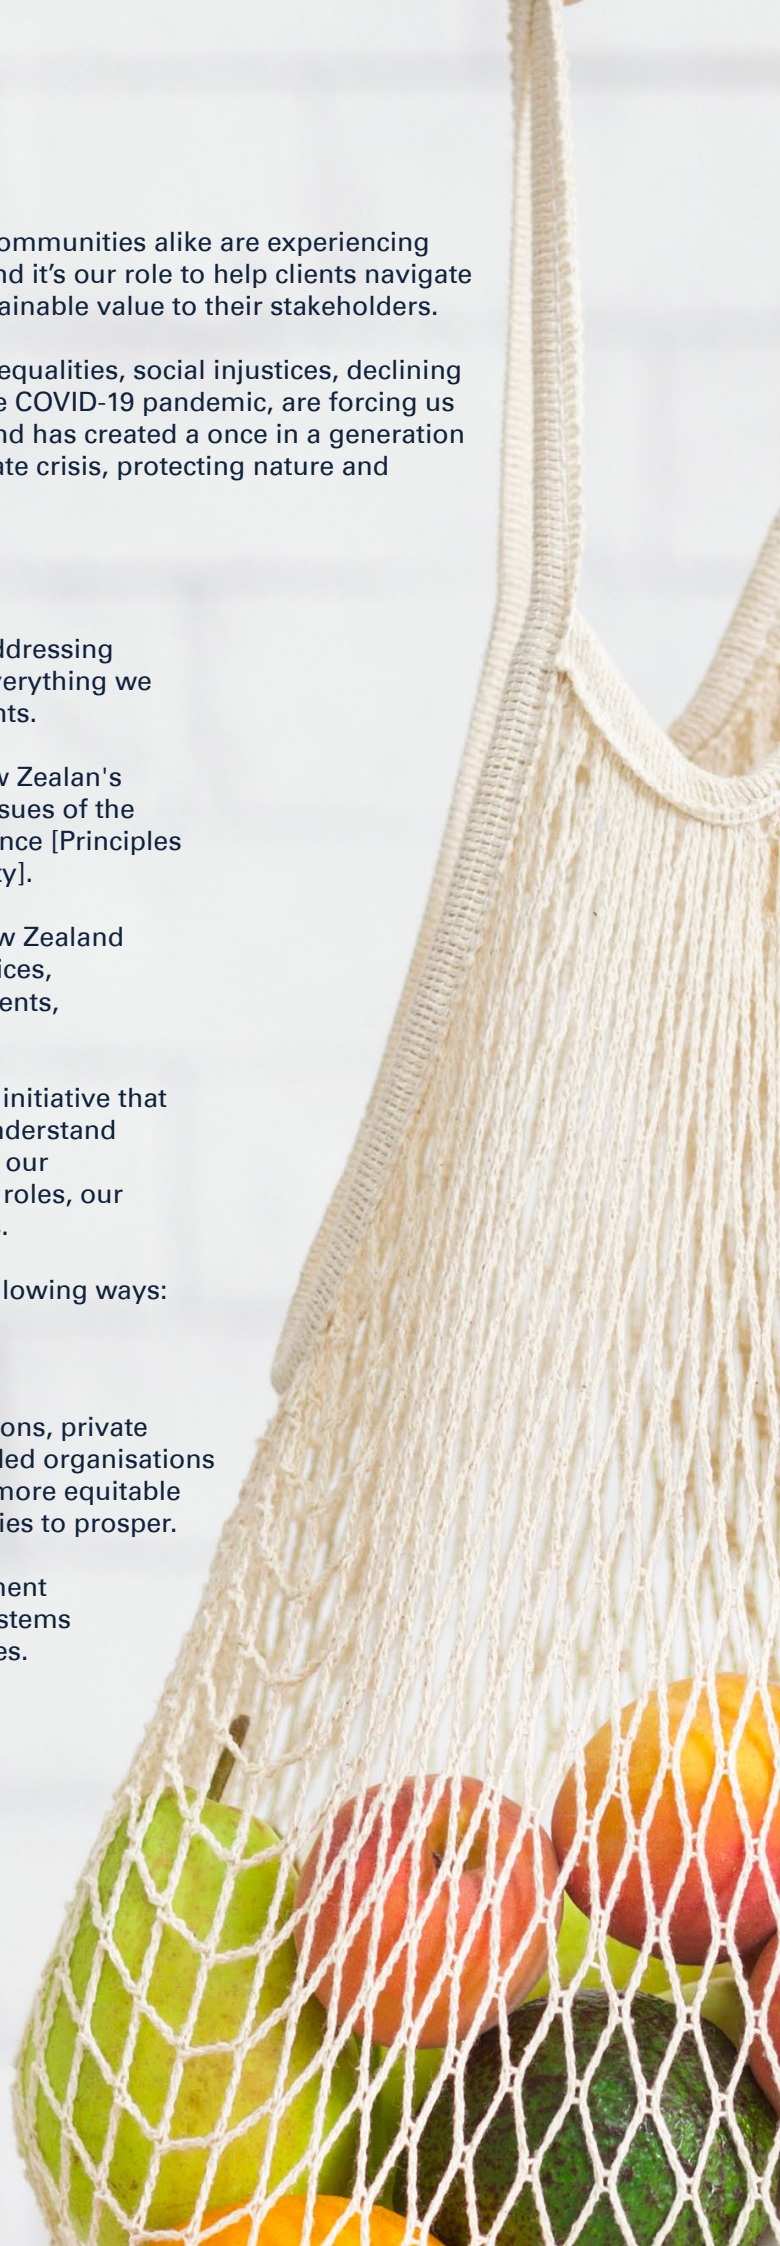 ommunities alike are experiencing
nd it’s our role to help clients navigate
ainable value to their stakeholders.
equalities, social injustices, declining
e COVID-19 pandemic, are forcing us
nd has created a once in a generation
ate crisis, protecting nature and
ddressing
verything we
nts.
w Zealan's
sues of the
nce [Principles
ty].
w Zealand
ices,
ents,
initiative that
nderstand
our
roles, our
s.
lowing ways:
ons, private
led organisations
more equitable
ies to prosper.
ment
stems
es.